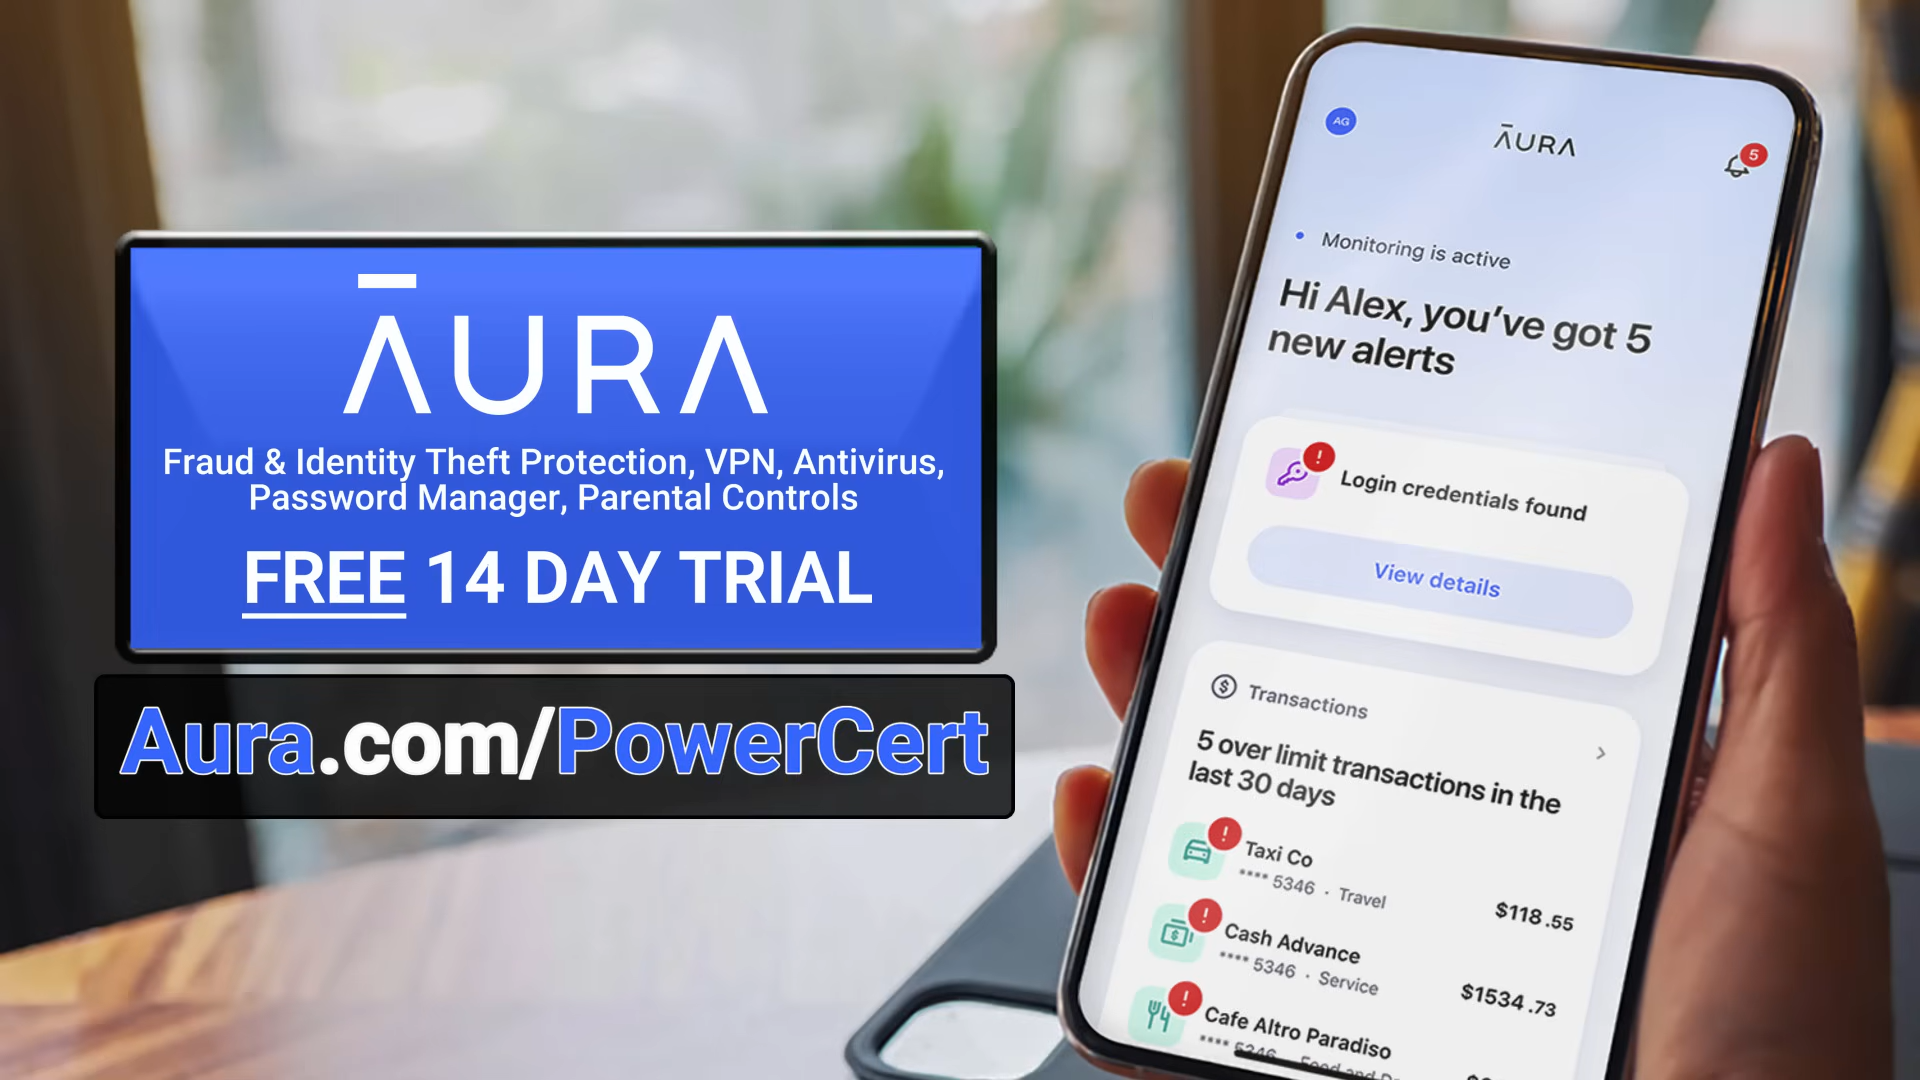 ĀURA
Fraud & Identity Theft Protection, VPN, Antivirus,
Password Manager, Parental Controls
FREE 14 DAY TRIAL
Aura.com/PowerCert
AG
ĀURA
5
Monitoring is active
Hi Alex, you've got 5
new alerts
! Login credentials found
View details
$ Transactions
5 over limit transactions in the
last 30 days
! Taxi Co
**** 5346 · Travel
$118.55
! Cash Advance
**** 5346 · Service
$1534.73
! Cafe Altro Paradiso
**** 5346